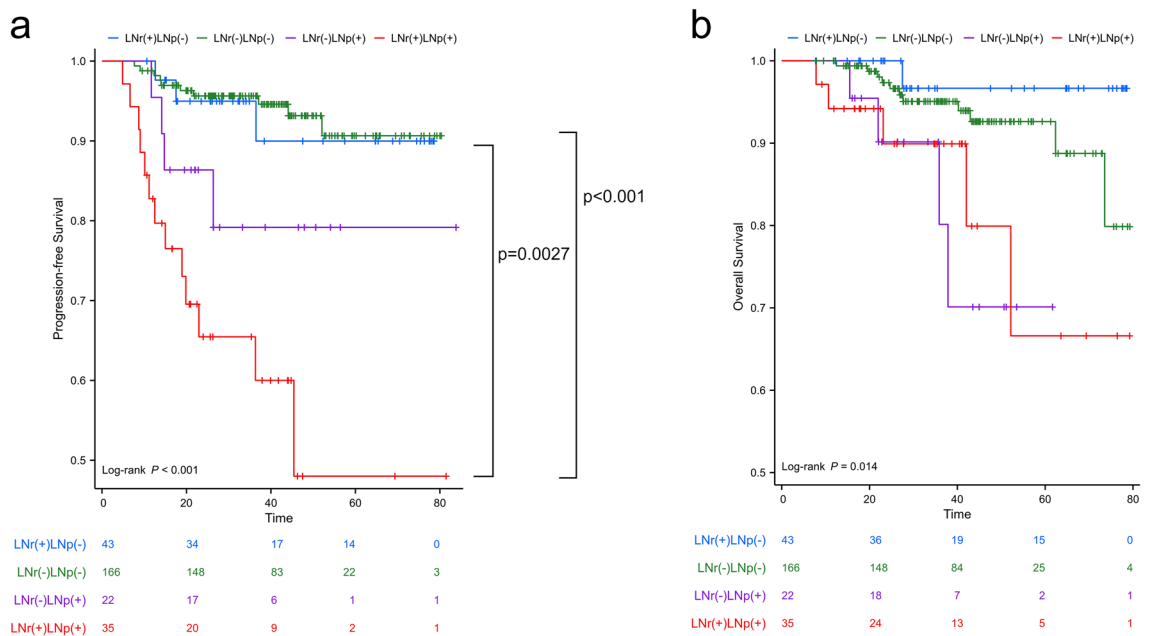 a
LNr(+)LNp(-) LNr(-)LNp(-) LNr(-)LNp(+) LNr(+)LNp(+)
Progression-free Survival
1.0
0.9
0.8
0.7
0.6
0.5
p<0.001
p=0.0027
Log-rank P < 0.001
0 20 40 60 80
Time
LNr(+)LNp(-) 43 34 17 14 0
LNr(-)LNp(-) 166 148 83 22 3
LNr(-)LNp(+) 22 17 6 1 1
LNr(+)LNp(+) 35 20 9 2 1
b
LNr(+)LNp(-) LNr(-)LNp(-) LNr(-)LNp(+) LNr(+)LNp(+)
Overall Survival
1.0
0.9
0.8
0.7
0.6
0.5
Log-rank P = 0.014
0 20 40 60 80
Time
LNr(+)LNp(-) 43 36 19 15 0
LNr(-)LNp(-) 166 148 84 25 4
LNr(-)LNp(+) 22 18 7 2 1
LNr(+)LNp(+) 35 24 13 5 1